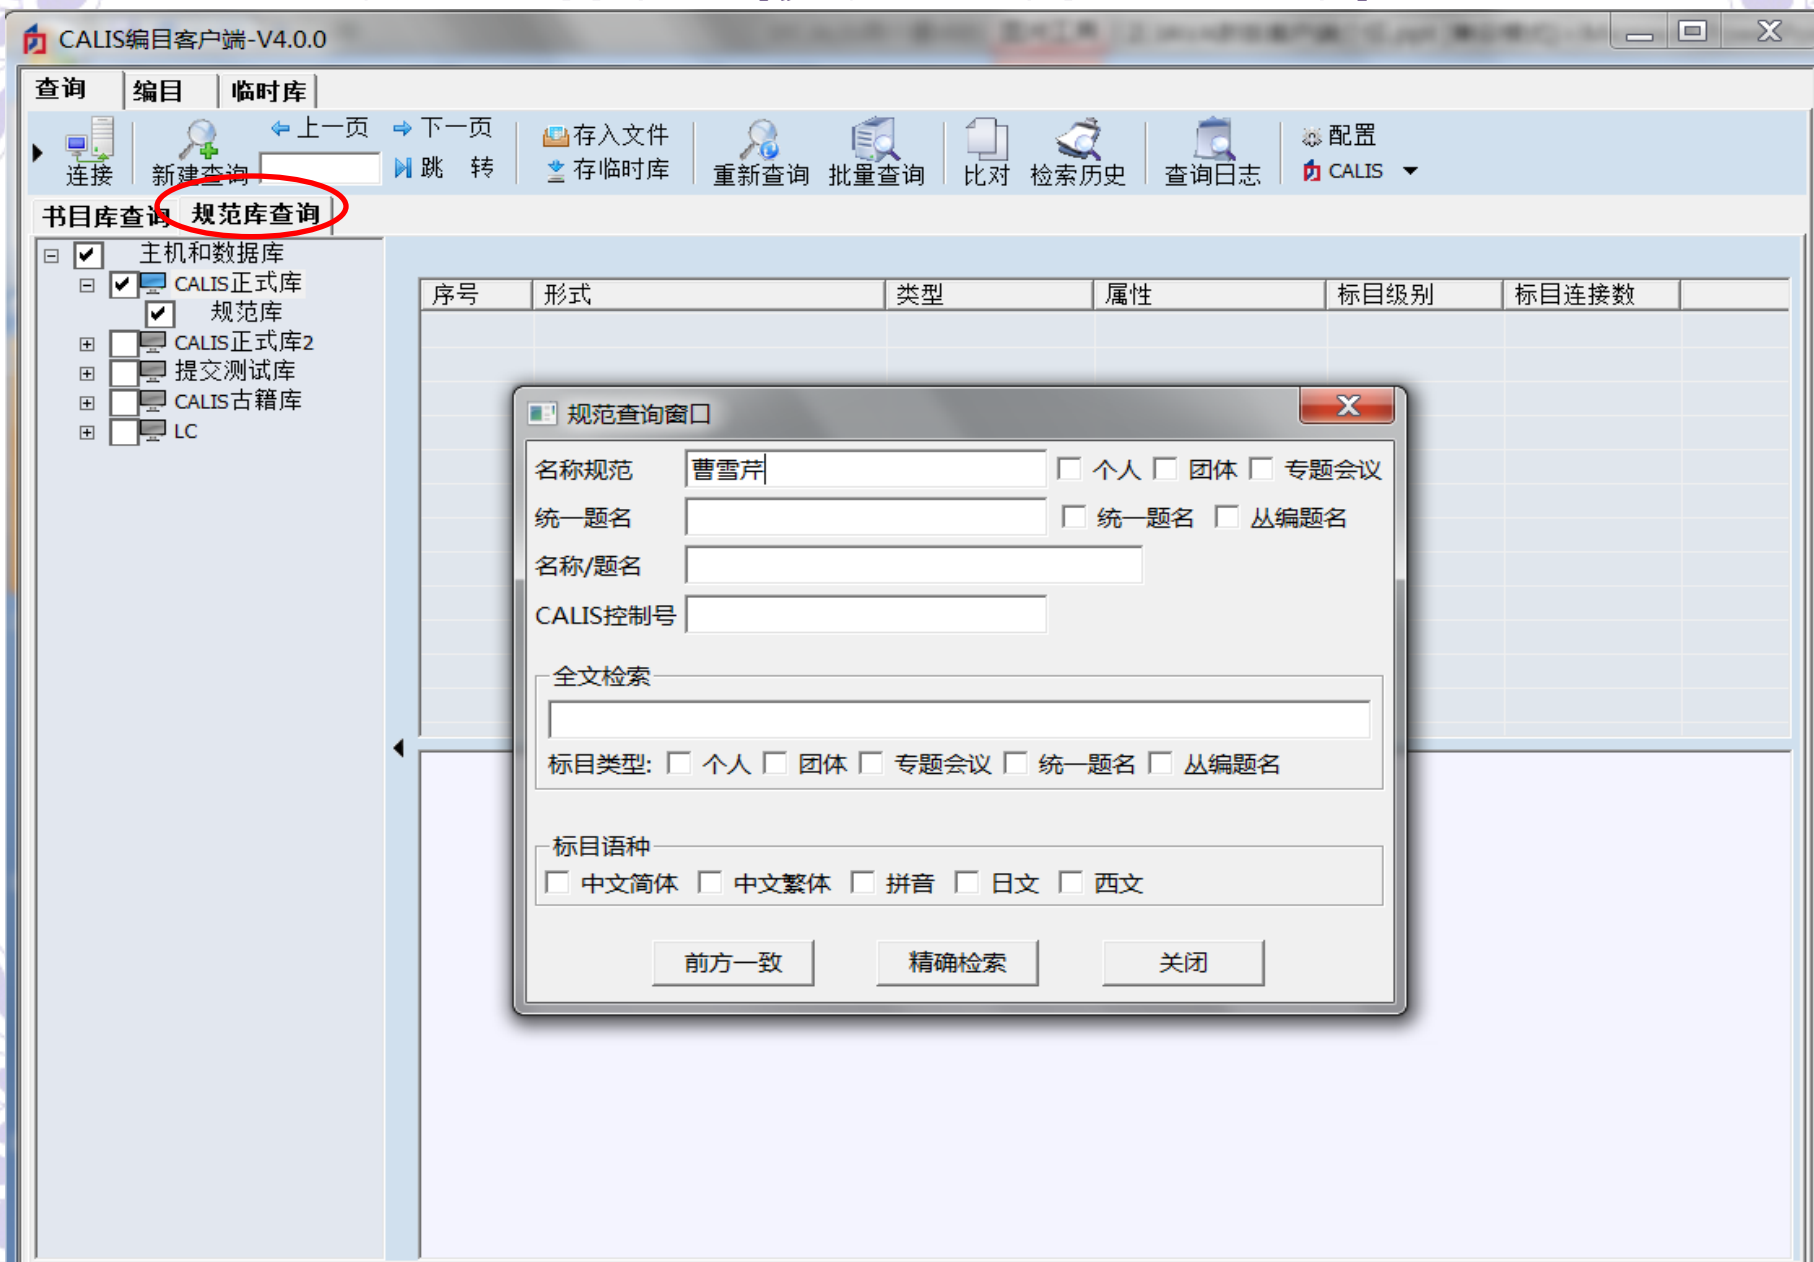 CALIS编目客户端-V4.0.0
查询 编目 临时库
上一页 下一页 存入文件 配置
连接 新建查询 跳 转 存临时库 重新查询 批量查询 比对 检索历史 查询日志 CALIS
书目库查询 规范库查询
主机和数据库
CALIS正式库
规范库
CALIS正式库2
提交测试库
CALIS古籍库
LC
序号 形式 类型 属性 标目级别 标目连接数
规范查询窗口
名称规范 曹雪芹 个人 团体 专题会议
统一题名 统一题名 丛编题名
名称/题名
CALIS控制号
全文检索
标目类型: 个人 团体 专题会议 统一题名 丛编题名
标目语种
中文简体 中文繁体 拼音 日文 西文
前方一致 精确检索 关闭